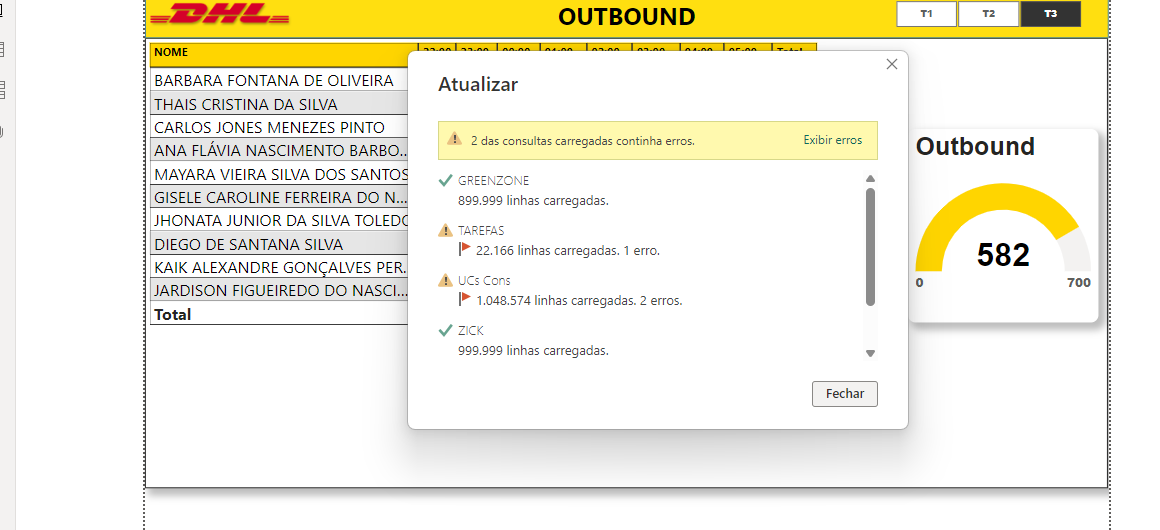 DHL
OUTBOUND
T1 T2 T3
NOME
Total
BARBARA FONTANA DE OLIVEIRA
THAIS CRISTINA DA SILVA
CARLOS JONES MENEZES PINTO
ANA FLÁVIA NASCIMENTO BARBO...
MAYARA VIEIRA SILVA DOS SANTOS
GISELE CAROLINE FERREIRA DO N...
JHONATA JUNIOR DA SILVA TOLEDO
DIEGO DE SANTANA SILVA
KAIK ALEXANDRE GONÇALVES PER...
JARDISON FIGUEIREDO DO NASCI...
Total
Atualizar
2 das consultas carregadas continha erros. Exibir erros
GREENZONE
899.999 linhas carregadas.
TAREFAS
22.166 linhas carregadas. 1 erro.
UCs Cons
1.048.574 linhas carregadas. 2 erros.
ZICK
999.999 linhas carregadas.
Fechar
Outbound
582
0 700